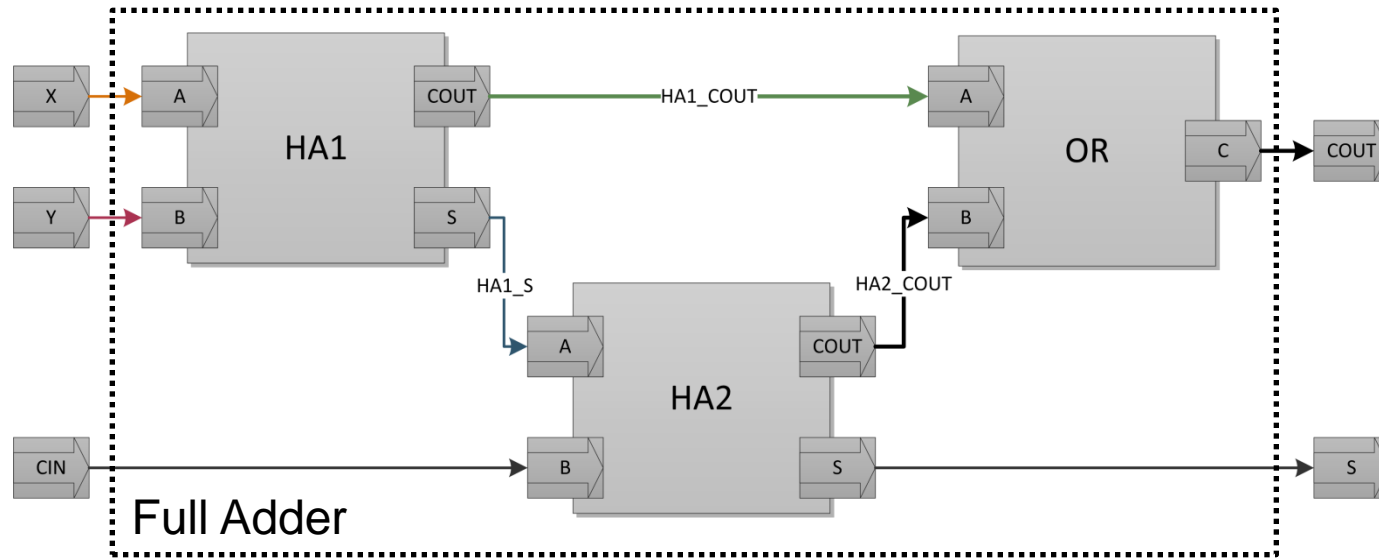 X
A
COUT
HA1_COUT
A
HA1
OR
C
COUT
Y
B
S
B
HA1_S
HA2_COUT
A
COUT
HA2
CIN
B
S
S
Full Adder